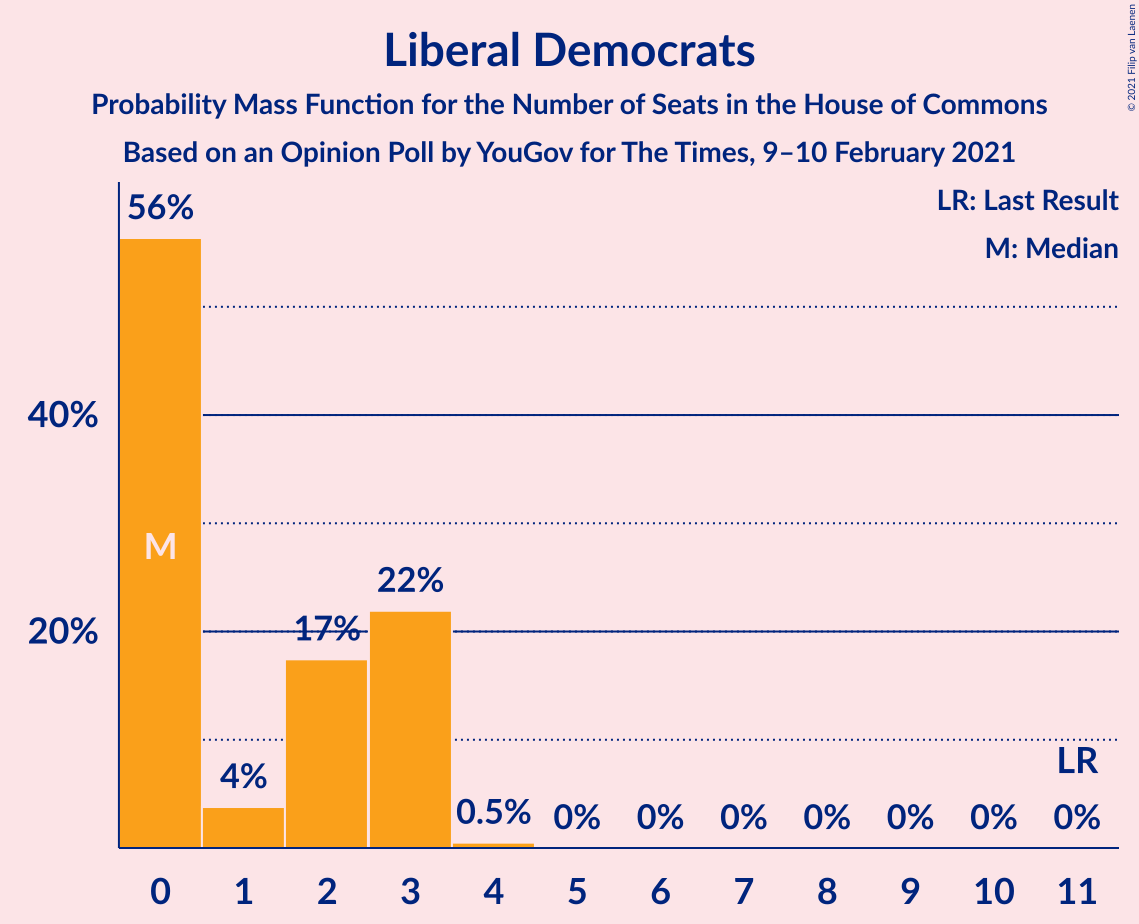 Liberal Democrats
Probability Mass Function for the Number of Seats in the House of Commons
Based on an Opinion Poll by YouGov for The Times, 9–10 February 2021
© 2021 Filip van Laenen
LR: Last Result
M: Median
56%
40%
M
22%
20%
17%
4%
0.5%
0%
0%
0%
0%
0%
0%
LR
0%
0 1 2 3 4 5 6 7 8 9 10 11